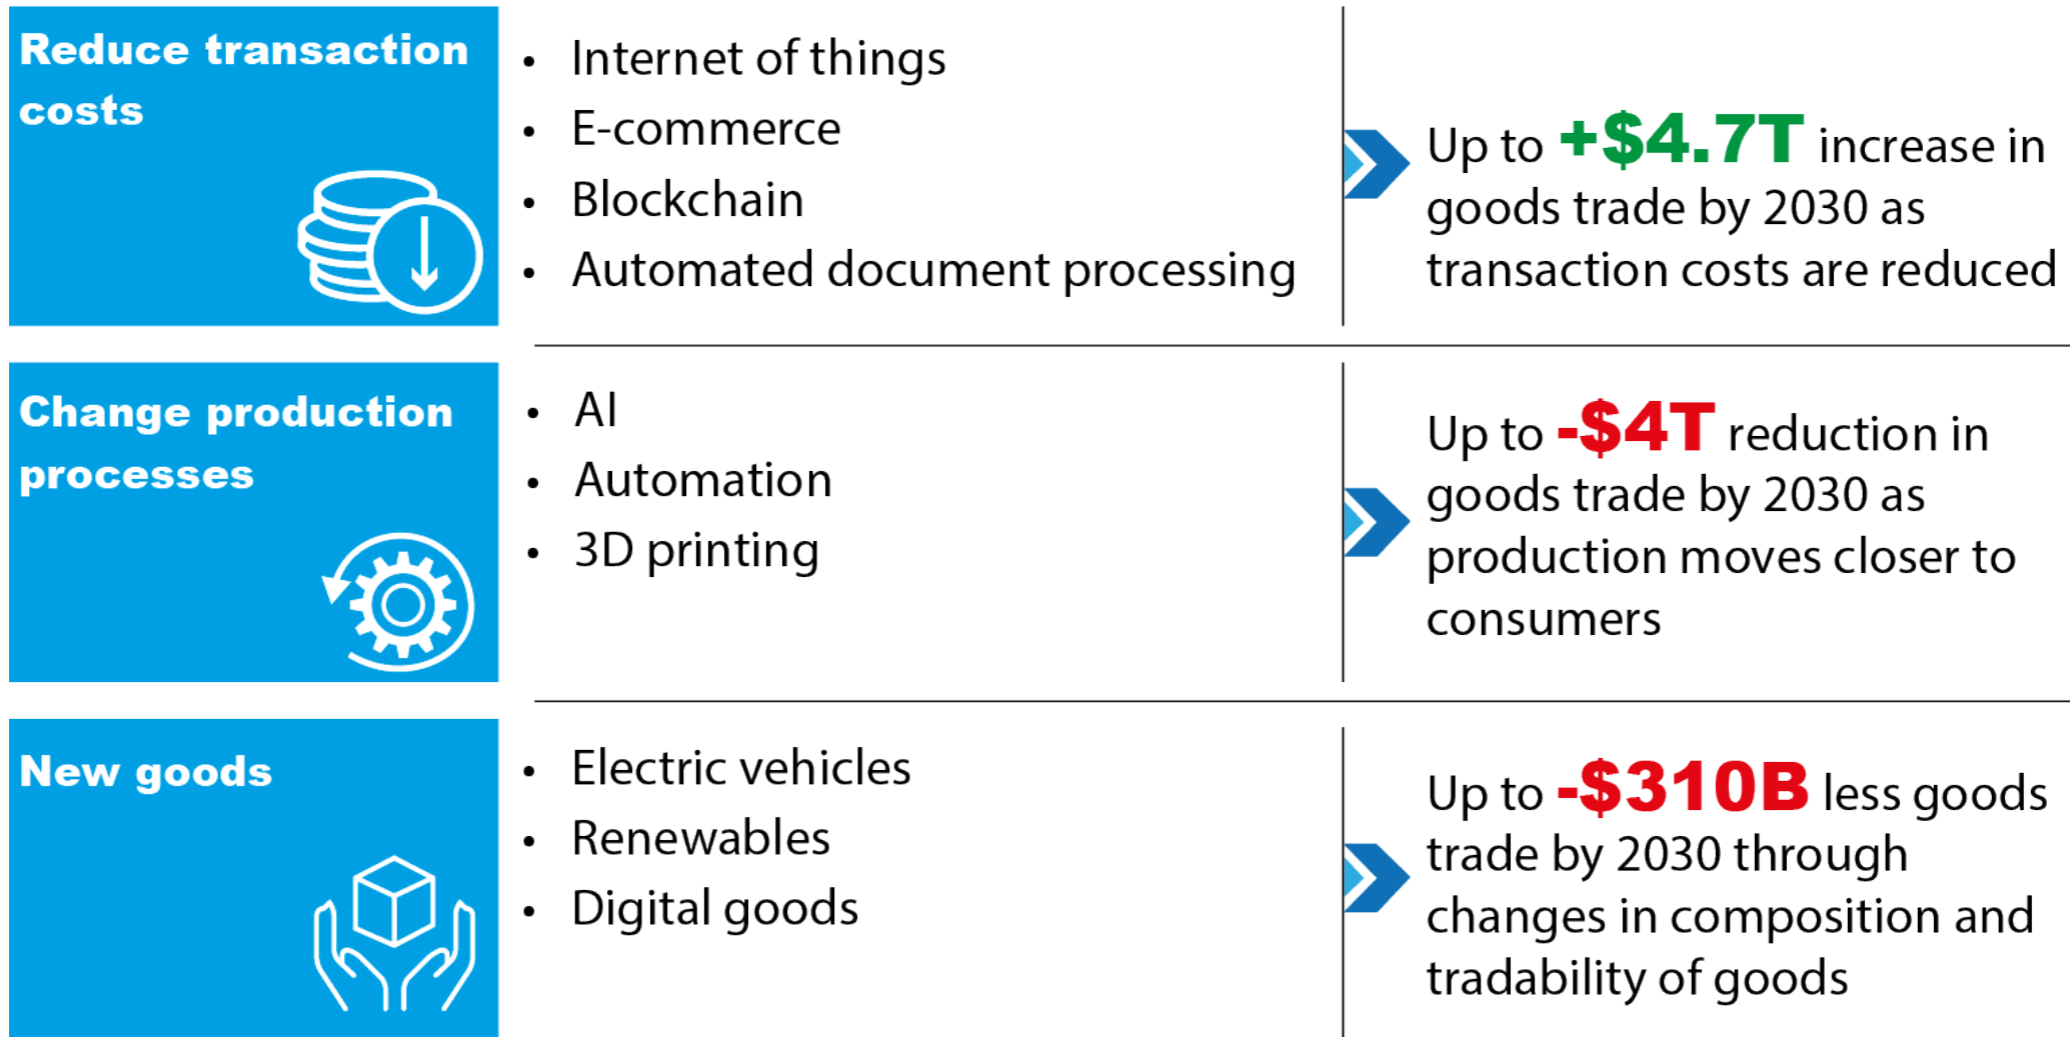 Reduce transaction
costs
• Internet of things
• E-commerce
• Blockchain
• Automated document processing
Up to +$4.7T increase in
goods trade by 2030 as
transaction costs are reduced
Change production
processes
• AI
• Automation
• 3D printing
Up to -$4T reduction in
goods trade by 2030 as
production moves closer to
consumers
New goods
• Electric vehicles
• Renewables
• Digital goods
Up to -$310B less goods
trade by 2030 through
changes in composition and
tradability of goods